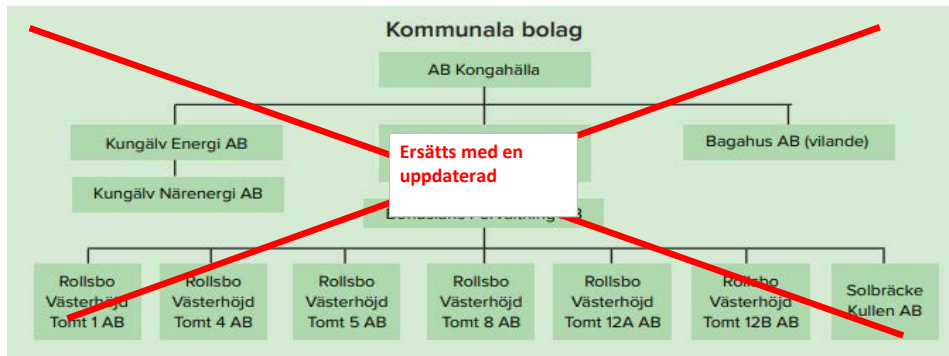 Kommunala bolag
AB Kongahälla
Kungälv Energi AB
Bagahus AB (vilande)
Ersätts med en
uppdaterad
Kungälv Närenergi AB
Förvaltning
Rollsbo
Västerhöjd
Tomt 1 AB
Rollsbo
Västerhöjd
Tomt 4 AB
Rollsbo
Västerhöjd
Tomt 5 AB
Rollsbo
Västerhöjd
Tomt 8 AB
Rollsbo
Västerhöjd
Tomt 12A AB
Rollsbo
Västerhöjd
Tomt 12B AB
Solbräcke
Kullen AB